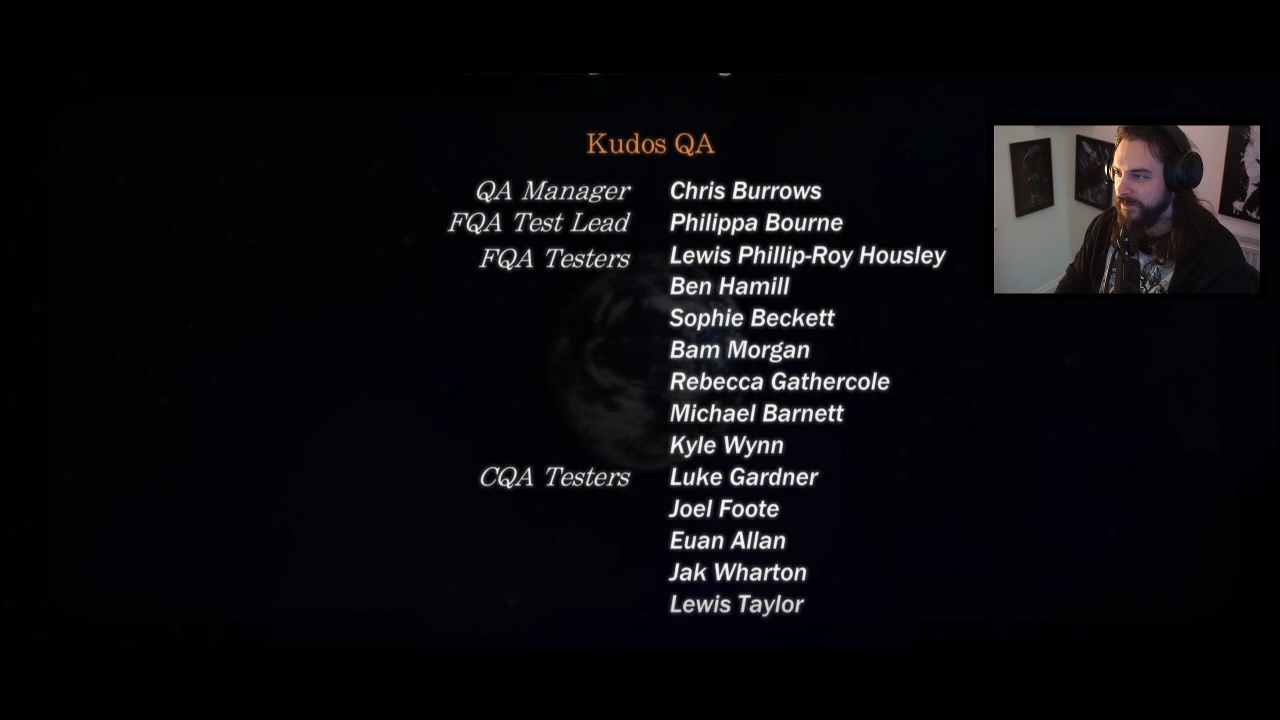 Kudos QA
QA Manager Chris Burrows
FQA Test Lead Philippa Bourne
FQA Testers Lewis Phillip-Roy Housley
Ben Hamill
Sophie Beckett
Bam Morgan
Rebecca Gathercole
Michael Barnett
Kyle Wynn
CQA Testers Luke Gardner
Joel Foote
Euan Allan
Jak Wharton
Lewis Taylor